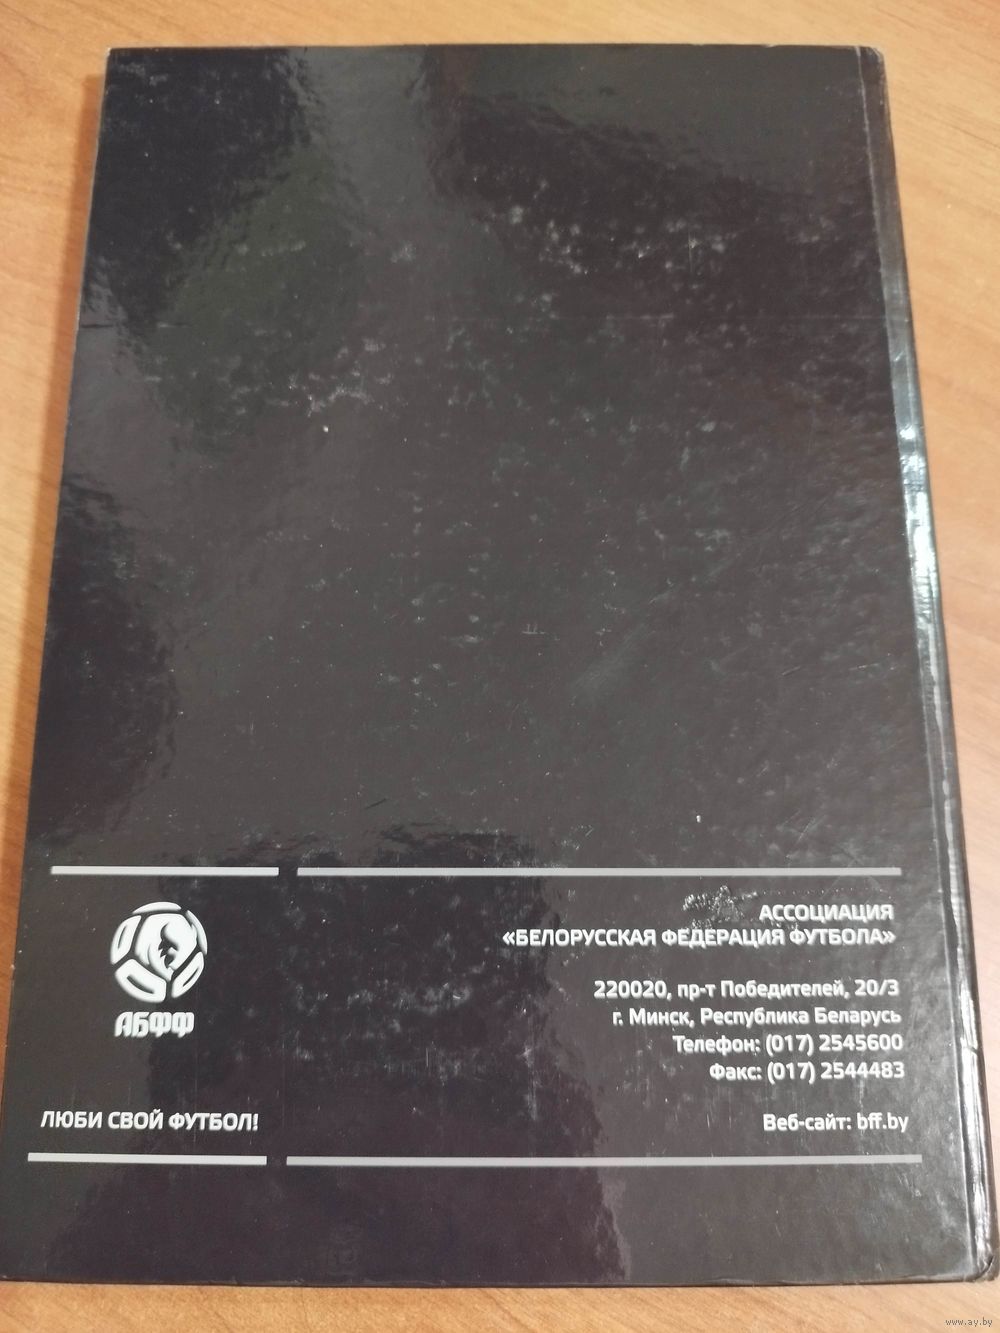 АССОЦИАЦИЯ
«БЕЛОРУССКАЯ ФЕДЕРАЦИЯ ФУТБОЛА»
220020, пр-т Победителей, 20/3
г. Минск, Республика Беларусь
Телефон: (017) 2545600
Факс: (017) 2544483
Веб-сайт: bff.by
АБФФ
ЛЮБИ СВОЙ ФУТБОЛ!
www.ay.by